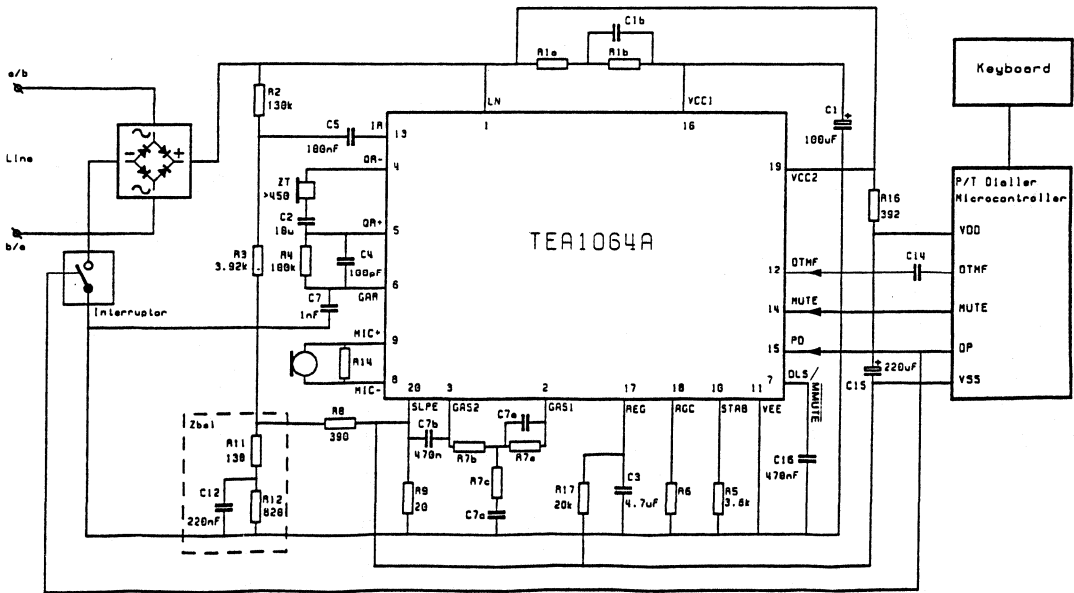 a/b
Line
b/a
Interruptor
R2
130k
C5
100nF
IR
13
QR-
4
ZT
>450
C2
10u
QR+
5
R3
3.92k
R4
100k
C4
100pF
6
GAR
C7
1nF
MIC+
9
R14
8
MIC-
C1b
R1a
R1b
LN
1
VCC1
16
C1
100uF
19
VCC2
R16
392
TEA1064A
12
DTMF
C14
14
MUTE
15
PD
7
DLS/
MMUTE
220uF
C15
C16
470nF
Keyboard
P/T Dialler
Microcontroller
VDD
DTMF
MUTE
DP
VSS
20
3
2
17
18
10
11
SLPE
GAS2
GAS1
REG
AGC
STAB
VEE
Zbal
R11
130
C12
220nF
R12
820
R8
390
C7b
470n
R7b
C7a
R7a
R7c
C7a
R9
20
R17
20k
C3
4.7uF
R6
R5
3.6k